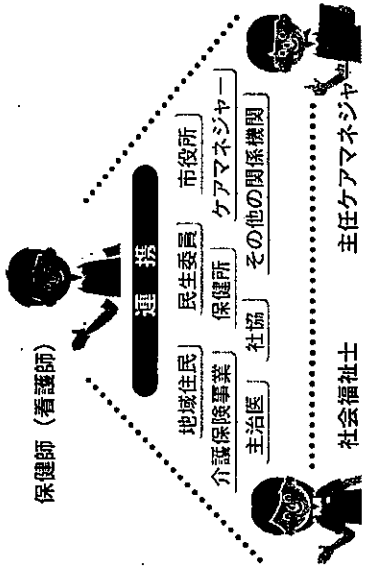 保健師（看護師）
連携
地域住民
民生委員
市役所
介護保険事業
保健所
ケアマネジャー
主治医
社協
その他の関係機関
社会福祉士
主任ケアマネジャー